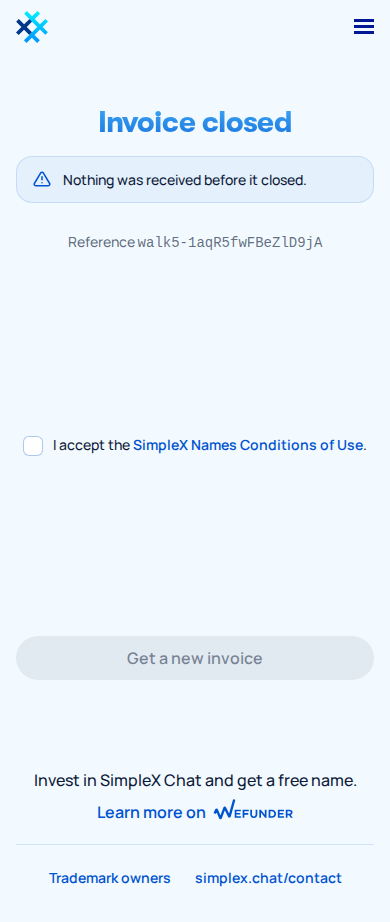 Invoice closed
Nothing was received before it closed.
Reference walk5-1aqR5fwFBeZlD9jA
I accept the SimpleX Names Conditions of Use.
Get a new invoice
Invest in SimpleX Chat and get a free name.
Learn more on WEFUNDER
Trademark owners simplex.chat/contact